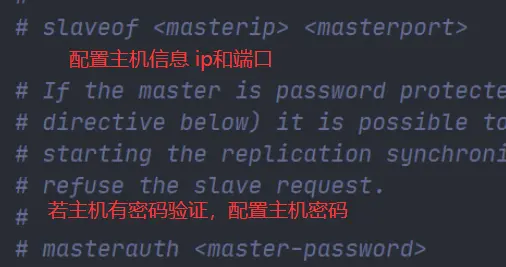 #
# slaveof <masterip> <masterport>
配置主机信息 ip和端口
# If the master is password protecte
# directive below) it is possible to
# starting the replication synchroni
# refuse the slave request.
若主机有密码验证，配置主机密码
#
# masterauth <master-password>